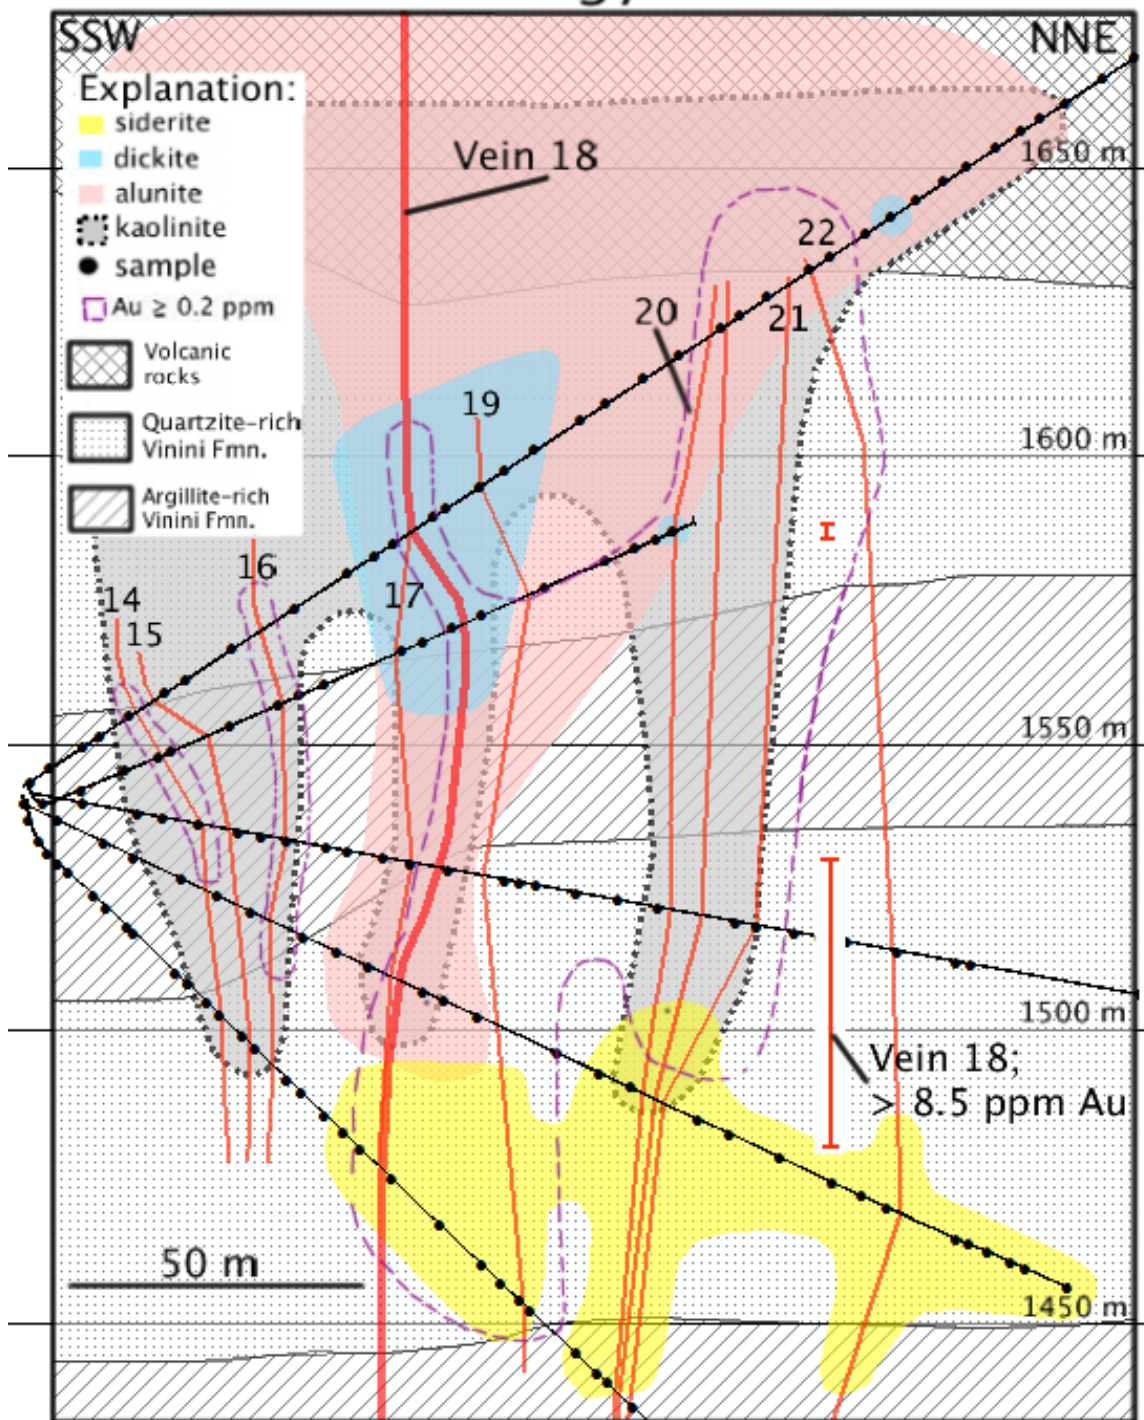 SSW
NNE
Explanation:
siderite
dickite
alunite
kaolinite
sample
Au ≥ 0.2 ppm
Volcanic
rocks
Quartzite-rich
Vinini Fmn.
Argillite-rich
Vinini Fmn.
Vein 18
1650 m
22
20
21
19
1600 m
16
17
14
15
1550 m
1500 m
Vein 18;
> 8.5 ppm Au
50 m
1450 m